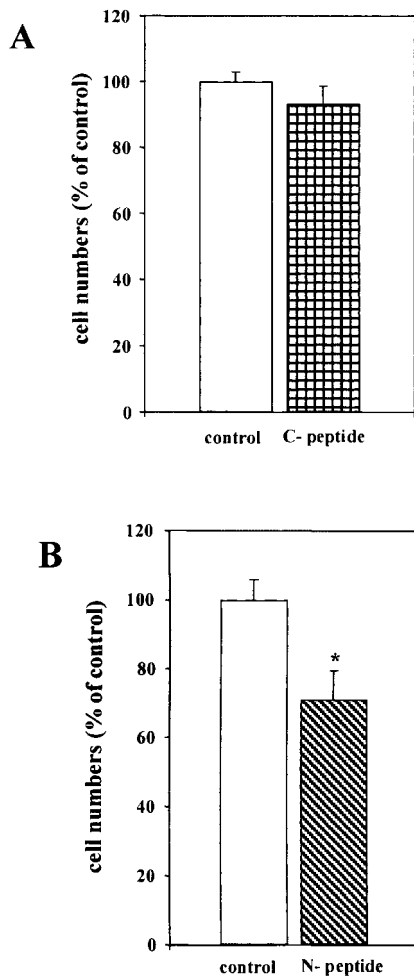 A
cell numbers (% of control)
120
100
80
60
40
20
0
control C- peptide
B
cell numbers (% of control)
120
100
80
60
40
20
0
*
control N- peptide